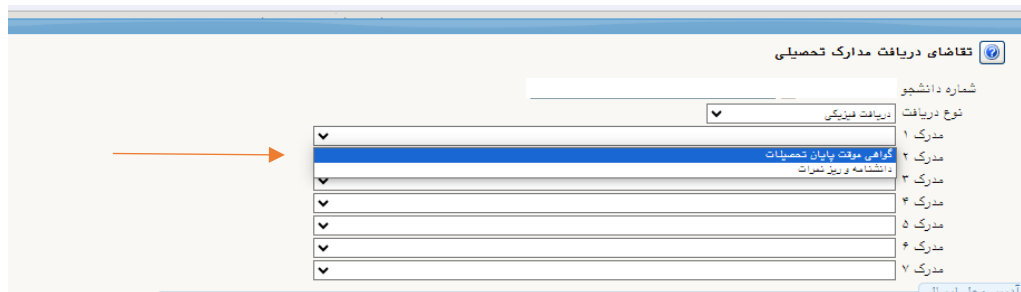 تقاضای دریافت مدارک تحصیلی
شماره دانشجو
نوع دریافت دریافت فیزیکی
مدرک ۱
مدرک ۲ گواهی موقت پایان تحصیلات
دانشنامه و ریز نمرات
مدرک ۳
مدرک ۴
مدرک ۵
مدرک ۶
مدرک ۷